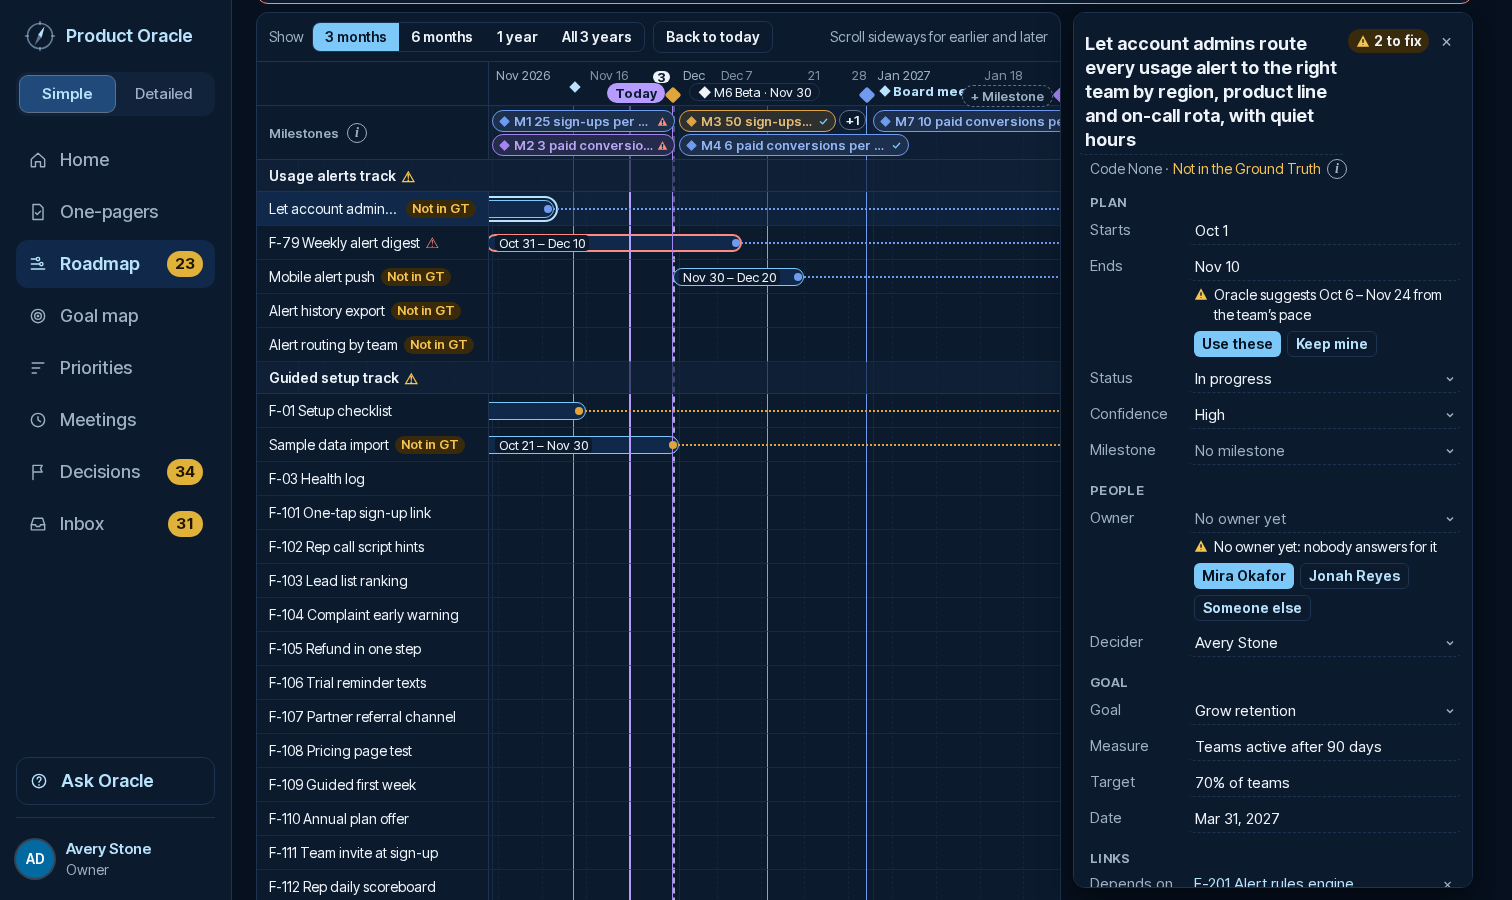 Product Oracle
Simple
Detailed
Home
One-pagers
Roadmap 23
Goal map
Priorities
Meetings
Decisions 34
Inbox 31
Ask Oracle
AD
Avery Stone
Owner
Show
3 months
6 months
1 year
All 3 years
Back to today
Scroll sideways for earlier and later
Nov 2026
Nov 16
3
Dec
Dec 7
21
28
Jan 2027
Jan 18
Today
M6 Beta · Nov 30
Board mee
+ Milestone
Milestones i
M1 25 sign-ups per ...
M3 50 sign-ups...
+1
M7 10 paid conversions pe
M2 3 paid conversio...
M4 6 paid conversions per ...
Usage alerts track
Let account admin... Not in GT
F-79 Weekly alert digest
Oct 31 – Dec 10
Mobile alert push Not in GT
Nov 30 – Dec 20
Alert history export Not in GT
Alert routing by team Not in GT
Guided setup track
F-01 Setup checklist
Sample data import Not in GT
Oct 21 – Nov 30
F-03 Health log
F-101 One-tap sign-up link
F-102 Rep call script hints
F-103 Lead list ranking
F-104 Complaint early warning
F-105 Refund in one step
F-106 Trial reminder texts
F-107 Partner referral channel
F-108 Pricing page test
F-109 Guided first week
F-110 Annual plan offer
F-111 Team invite at sign-up
F-112 Rep daily scoreboard
Let account admins route
every usage alert to the right
team by region, product line
and on-call rota, with quiet
hours
2 to fix ×
Code None · Not in the Ground Truth i
PLAN
Starts Oct 1
Ends Nov 10
Oracle suggests Oct 6 – Nov 24 from
the team's pace
Use these
Keep mine
Status In progress
Confidence High
Milestone No milestone
PEOPLE
Owner No owner yet
No owner yet: nobody answers for it
Mira Okafor
Jonah Reyes
Someone else
Decider Avery Stone
GOAL
Goal Grow retention
Measure Teams active after 90 days
Target 70% of teams
Date Mar 31, 2027
LINKS
Depends on F-201 Alert rules engine ×